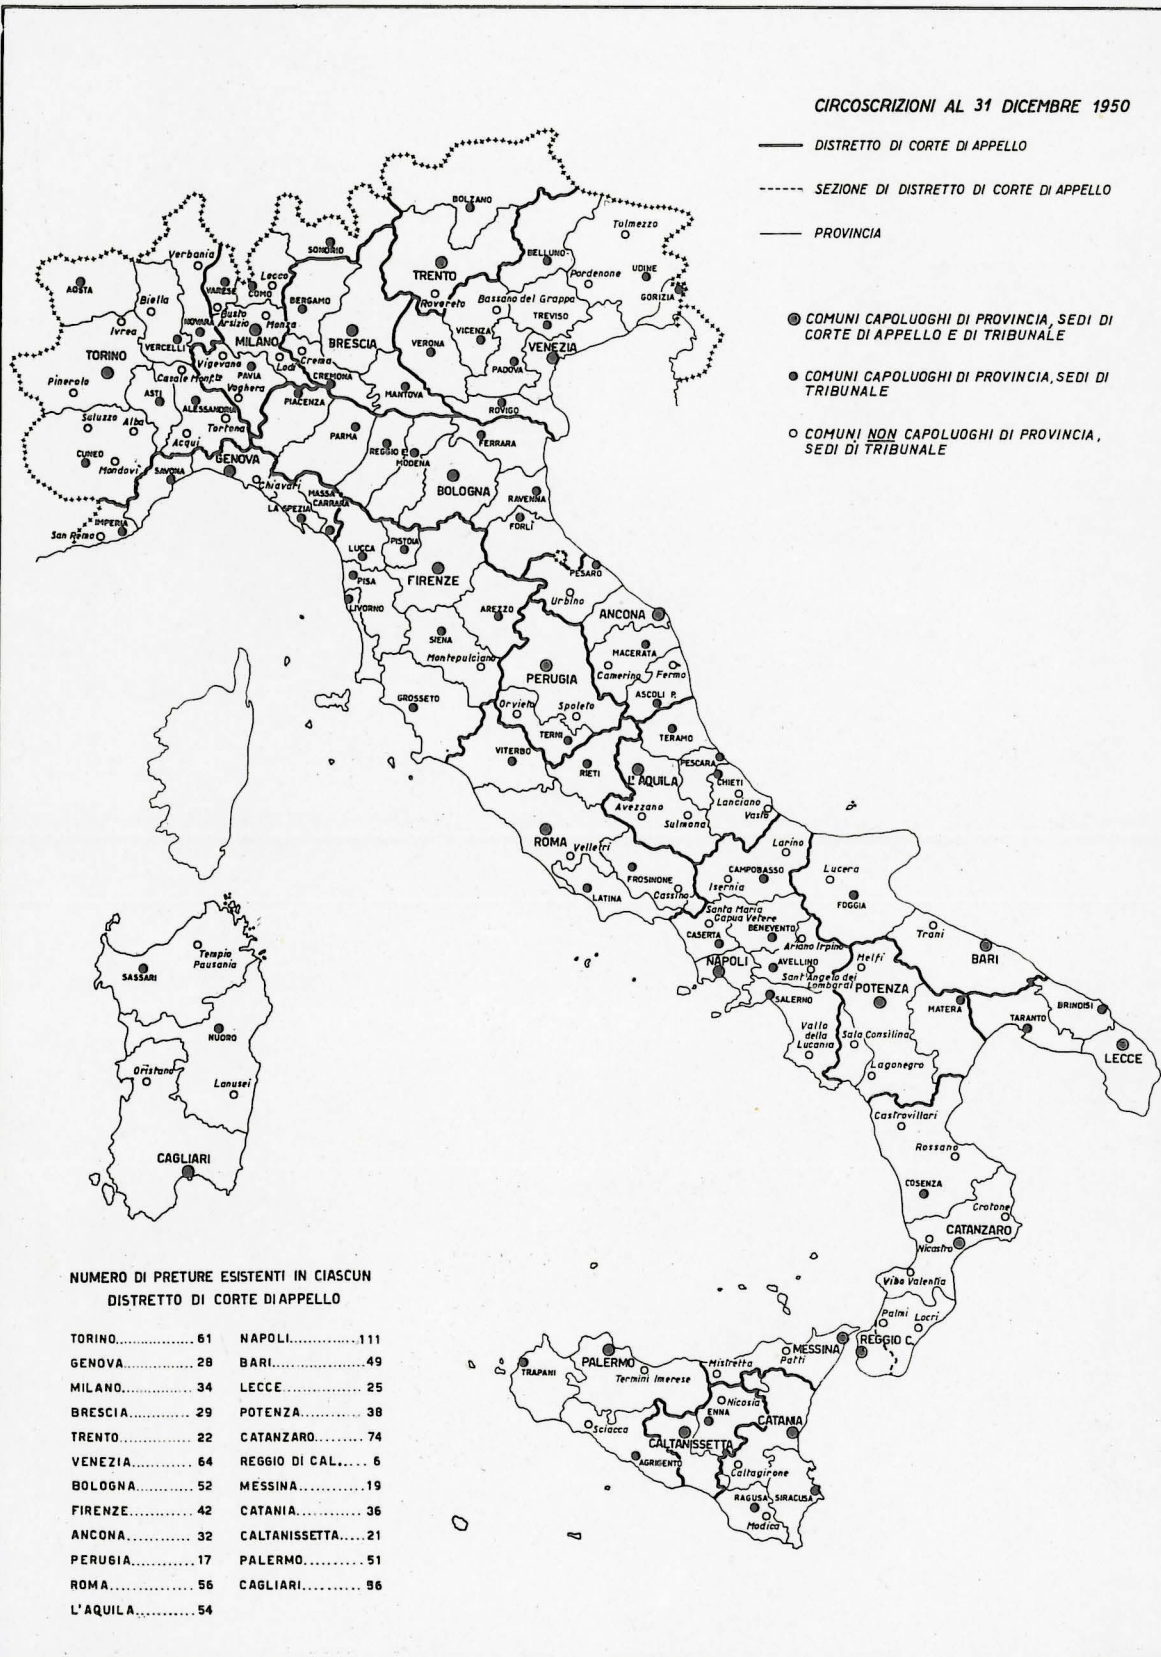 CIRCOSCRIZIONI AL 31 DICEMBRE 1950
DISTRETTO DI CORTE DI APPELLO
SEZIONE DI DISTRETTO DI CORTE DI APPELLO
PROVINCIA
COMUNI CAPOLUOGHI DI PROVINCIA, SEDI DI
CORTE DI APPELLO E DI TRIBUNALE
COMUNI CAPOLUOGHI DI PROVINCIA, SEDI DI
TRIBUNALE
COMUNI NON CAPOLUOGHI DI PROVINCIA,
SEDI DI TRIBUNALE
BOLZANO
Tolmezzo
SONDRIO
BELLUNO
Verbania
TRENTO
UDINE
Pordenone
AOSTA
Lecco
VARESE
COMO
GORIZIA
Biella
BERGAMO
Rovereto
Bassano del Grappa
Busto
Arsizio
TREVISO
NOVARA
Monza
Ivrea
VICENZA
MILANO
BRESCIA
VERONA
VENEZIA
VERCELLI
TORINO
Crema
Vigevano
PAVIA
Lodi
PADOVA
Casale Monf.to
CREMONA
Pinerolo
Voghera
ASTI
MANTOVA
PIACENZA
ALESSANDRIA
ROVIGO
Saluzzo
Alba
Tortona
Acqui
PARMA
FERRARA
REGGIO E.
CUNEO
Mondovì
GENOVA
MODENA
SAVONA
BOLOGNA
Chiavari
MASSA
CARRARA
RAVENNA
LA SPEZIA
IMPERIA
FORLÌ
San Remo
PISTOIA
LUCCA
PISA
FIRENZE
PESARO
Urbino
LIVORNO
AREZZO
ANCONA
SIENA
MACERATA
Montepulciano
Camerino
Fermo
PERUGIA
ASCOLI P.
GROSSETO
Orvieto
Spoleto
TERNI
TERAMO
VITERBO
PESCARA
RIETI
L'AQUILA
CHIETI
Lanciano
Avezzano
Vasto
Sulmona
ROMA
Velletri
Larino
CAMPOBASSO
Lucera
FROSINONE
Isernia
Cassino
LATINA
FOGGIA
Santa Maria
Capua Vetere
BENEVENTO
Trani
CASERTA
Ariano Irpino
BARI
Tempio
Pausania
NAPOLI
AVELLINO
Melfi
SASSARI
Sant'Angelo dei
Lombardi
POTENZA
SALERNO
MATERA
BRINDISI
TARANTO
Vallo
della
Lucania
Sala Consilina
NUORO
LECCE
Lagonegro
Oristano
Lanusei
Castrovillari
Rossano
CAGLIARI
COSENZA
Crotone
CATANZARO
Nicastro
Vibo Valentia
Palmi
Locri
MESSINA
REGGIO C.
Patti
PALERMO
Mistretta
TRAPANI
Termini Imerese
Nicosia
ENNA
CATANIA
Sciacca
CALTANISSETTA
AGRIGENTO
Caltagirone
RAGUSA
SIRACUSA
Modica
NUMERO DI PRETURE ESISTENTI IN CIASCUN
DISTRETTO DI CORTE DI APPELLO
TORINO................61 NAPOLI.............111
GENOVA..............28 BARI..................49
MILANO..............34 LECCE...............25
BRESCIA.............29 POTENZA............38
TRENTO..............22 CATANZARO........74
VENEZIA.............64 REGGIO DI CAL.....6
BOLOGNA............52 MESSINA............19
FIRENZE.............42 CATANIA.............36
ANCONA.............32 CALTANISSETTA.....21
PERUGIA............17 PALERMO...........51
ROMA................56 CAGLIARI..........56
L'AQUILA...........54